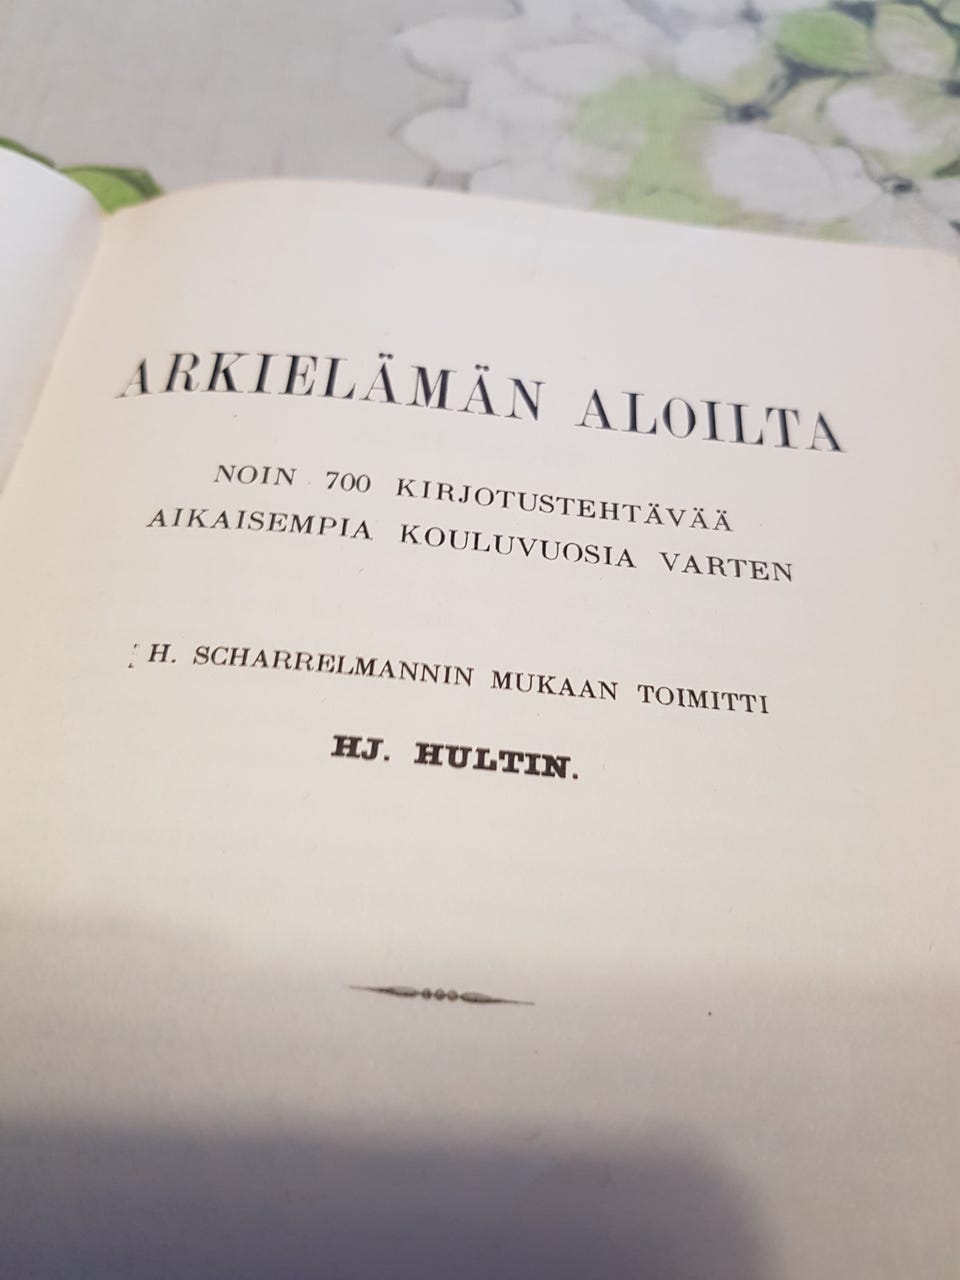 ARKIELÄMÄN ALOILTA
NOIN 700 KIRJOTUSTEHTÄVÄÄ
AIKAISEMPIA KOULUVUOSIA VARTEN
H. SCHARRELMANNIN MUKAAN TOIMITTI
HJ. HULTIN.